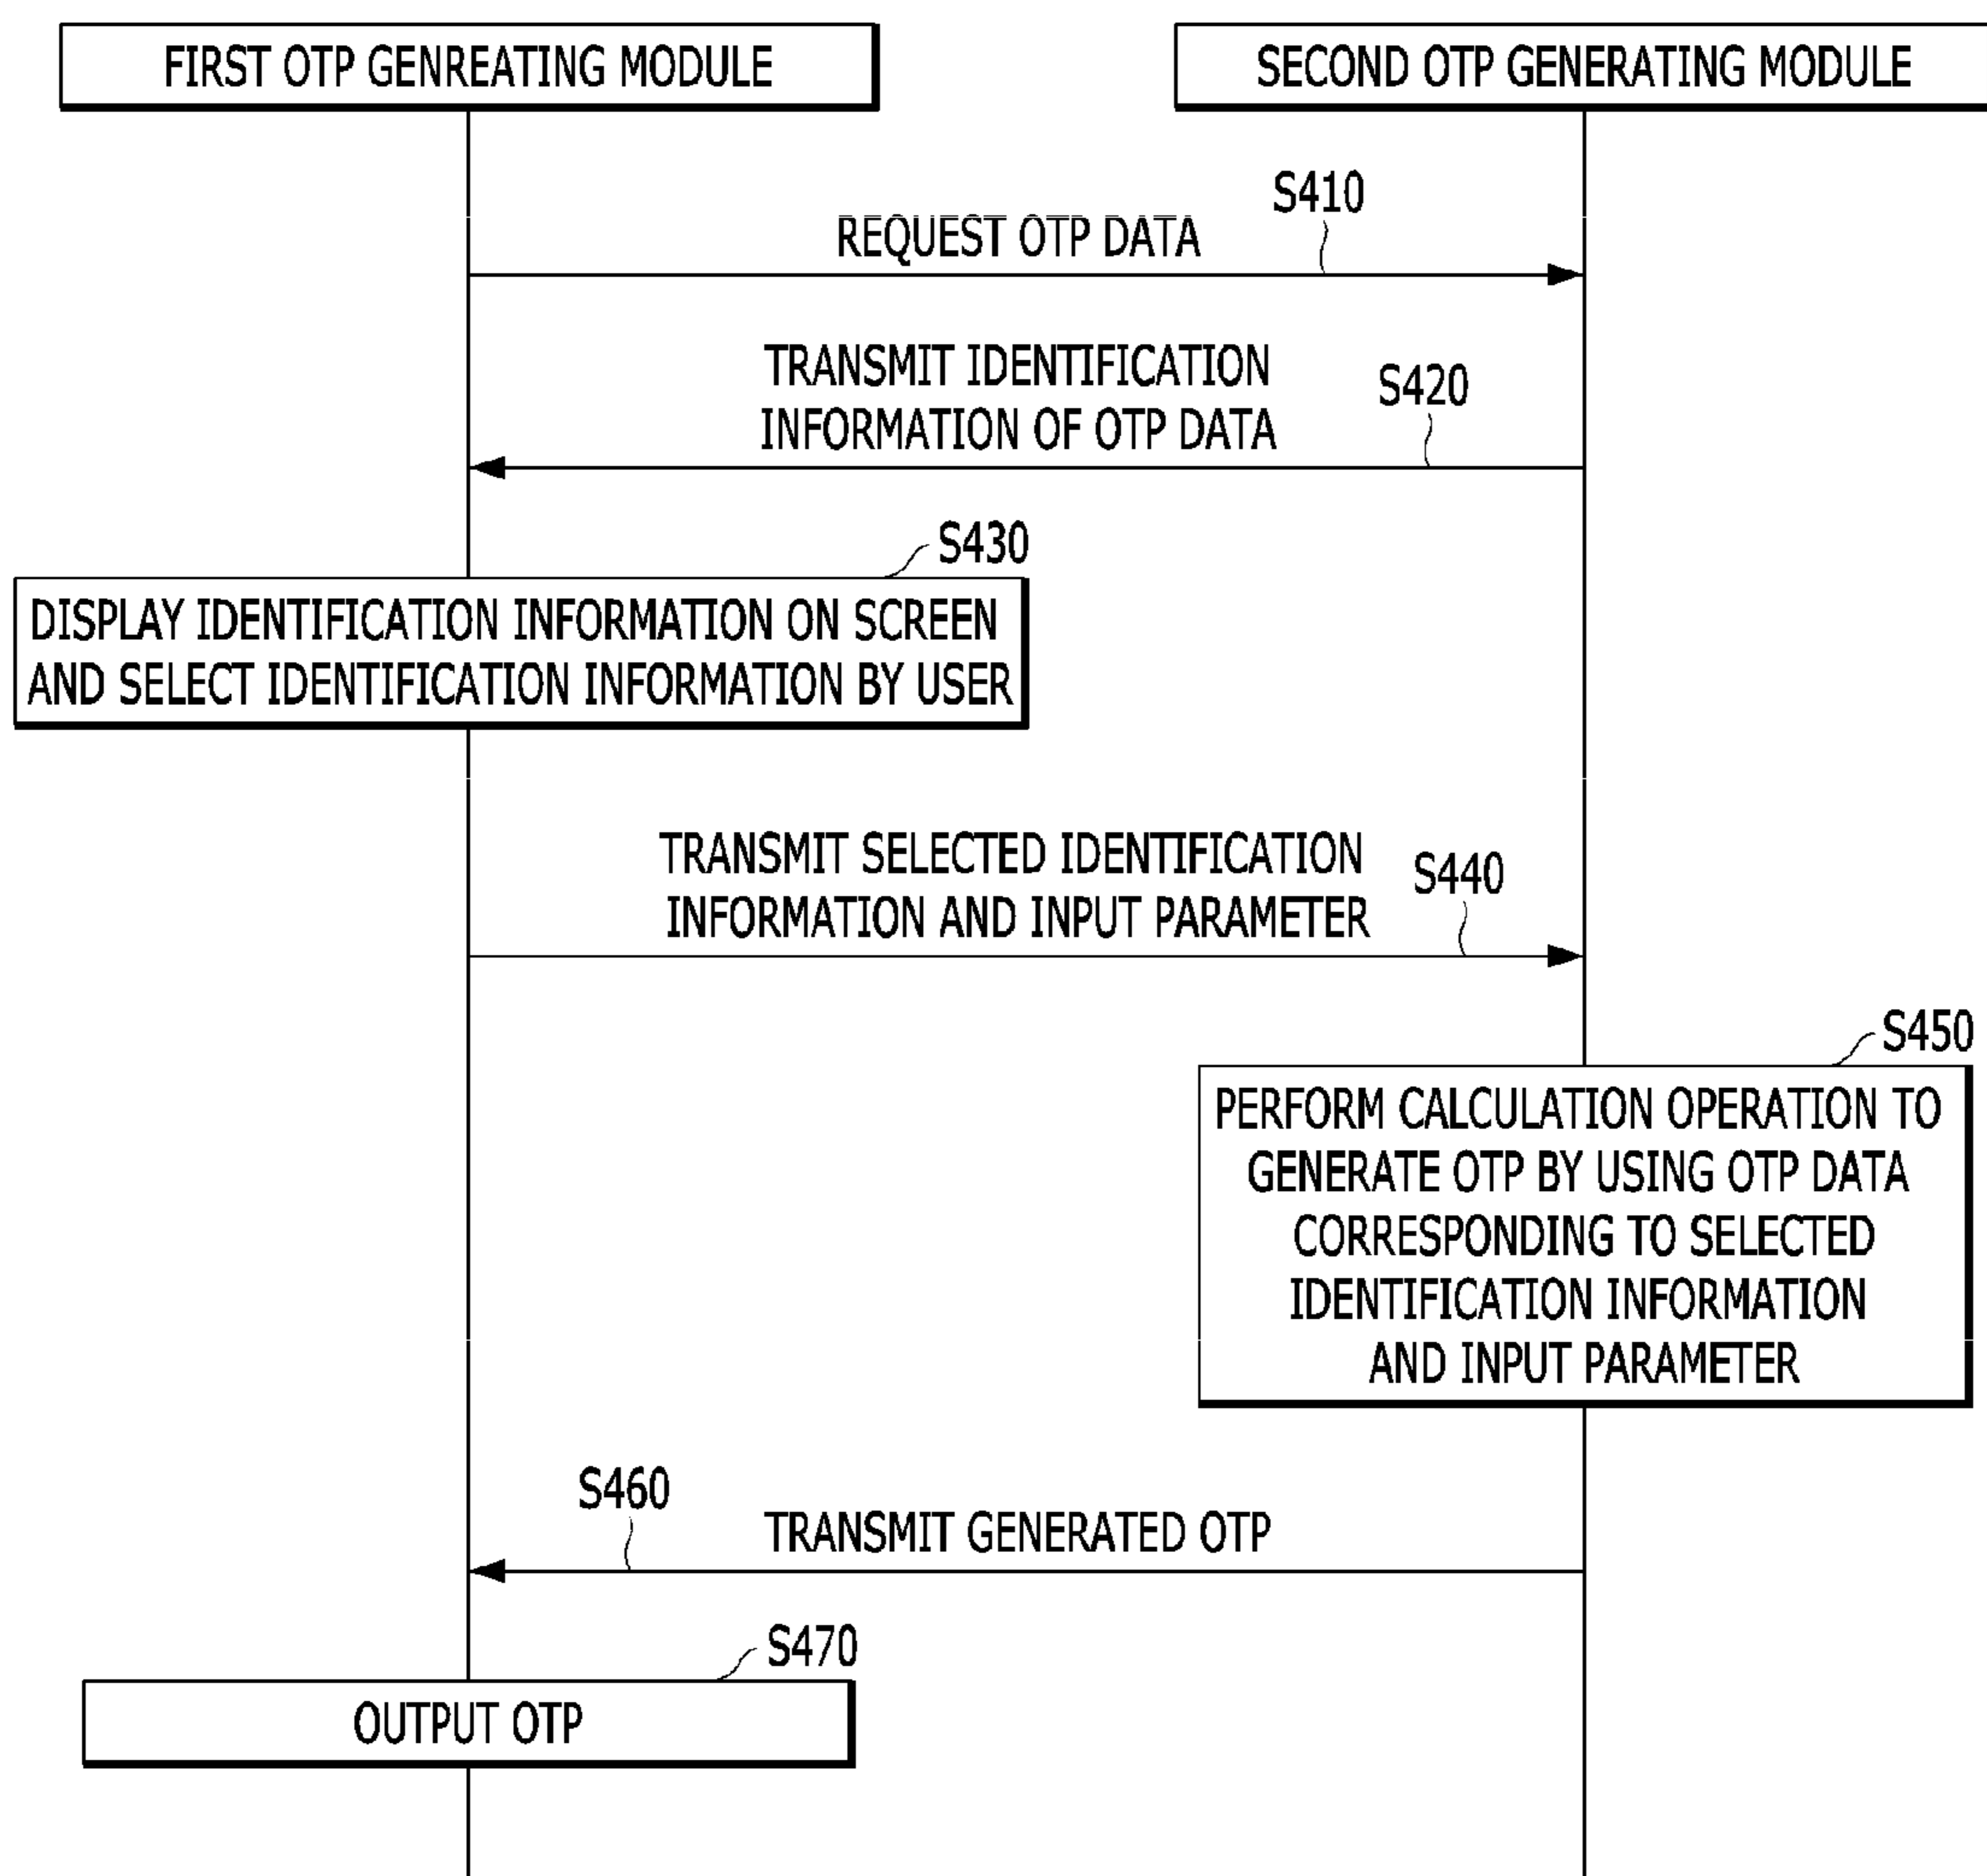 FIRST OTP GENREATING MODULE
SECOND OTP GENERATING MODULE
S410
REQUEST OTP DATA
TRANSMIT IDENTIFICATION
INFORMATION OF OTP DATA
S420
S430
DISPLAY IDENTIFICATION INFORMATION ON SCREEN
AND SELECT IDENTIFICATION INFORMATION BY USER
TRANSMIT SELECTED IDENTIFICATION
INFORMATION AND INPUT PARAMETER
S440
S450
PERFORM CALCULATION OPERATION TO
GENERATE OTP BY USING OTP DATA
CORRESPONDING TO SELECTED
IDENTIFICATION INFORMATION
AND INPUT PARAMETER
S460
TRANSMIT GENERATED OTP
S470
OUTPUT OTP